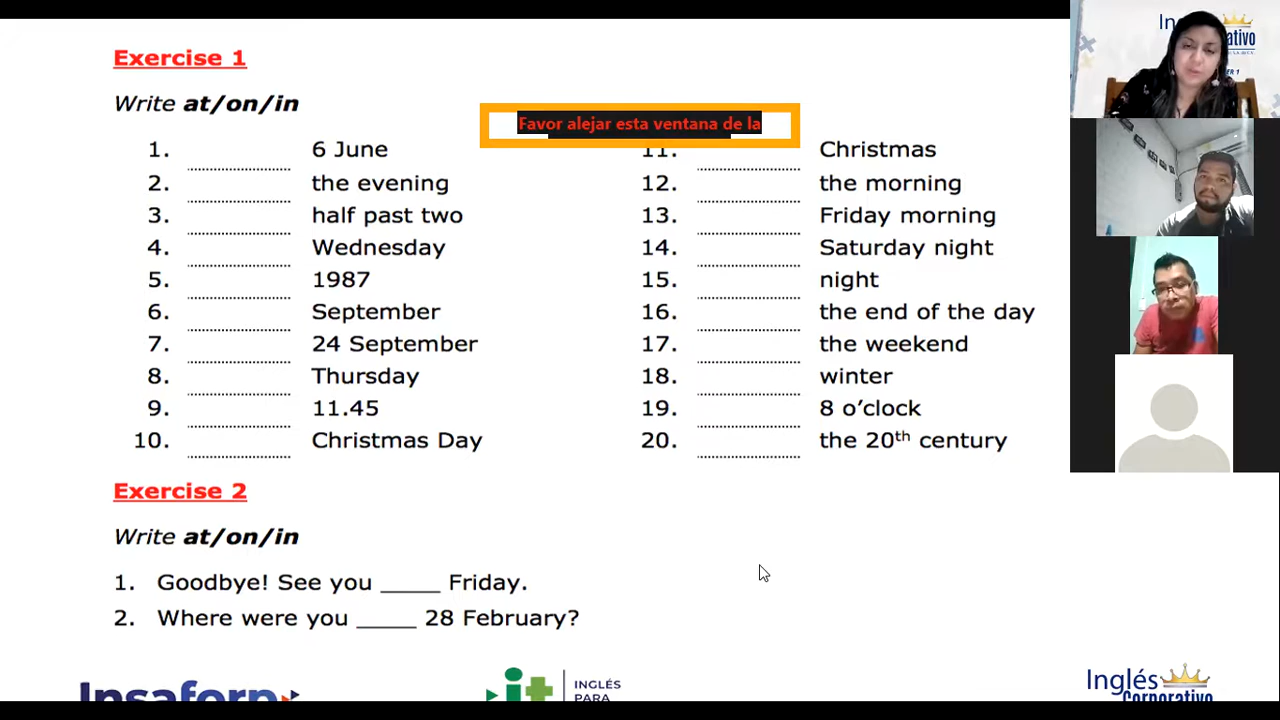 Exercise 1
Write at/on/in
Favor alejar esta ventana de la
1. .................... 6 June
2. .................... the evening
3. .................... half past two
4. .................... Wednesday
5. .................... 1987
6. .................... September
7. .................... 24 September
8. .................... Thursday
9. .................... 11.45
10. .................... Christmas Day
11. .................... Christmas
12. .................... the morning
13. .................... Friday morning
14. .................... Saturday night
15. .................... night
16. .................... the end of the day
17. .................... the weekend
18. .................... winter
19. .................... 8 o’clock
20. .................... the 20th century
Exercise 2
Write at/on/in
1. Goodbye! See you _____ Friday.
2. Where were you _____ 28 February?
Insaforp
it
INGLÉS
PARA
Inglés
Corporativo